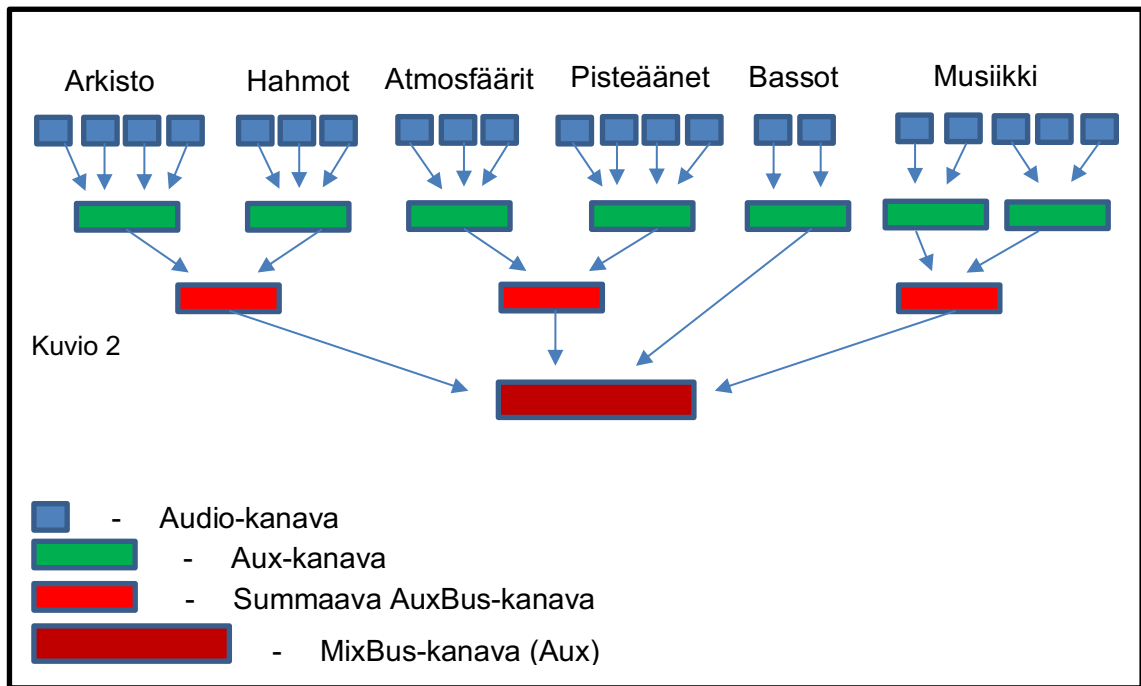 Arkisto Hahmot Atmosfäärit Pisteäänet Bassot Musiikki
Kuvio 2
- Audio-kanava
- Aux-kanava
- Summaava AuxBus-kanava
- MixBus-kanava (Aux)